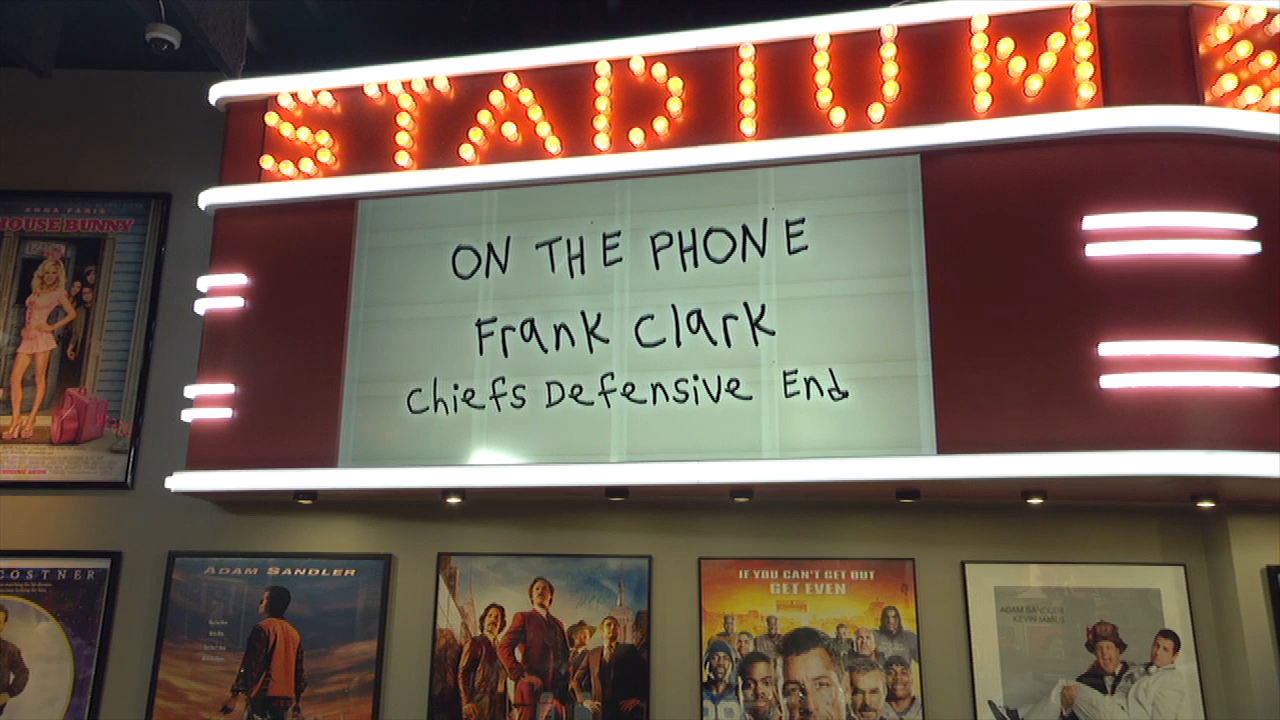 STADIUM
ON THE PHONE
Frank Clark
Chiefs Defensive End
ANNA FARIS
HOUSE BUNNY
COSTNER
ADAM SANDLER
IF YOU CAN'T GET OUT
GET EVEN
ADAM SANDLER
KEVIN JAMES